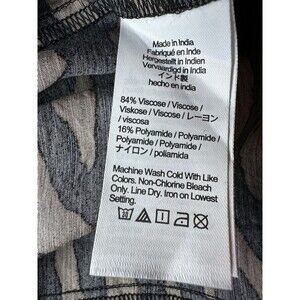 Made in India
Fabriqué en Inde
Hergestellt in Indien
Vervaardigd in India
インド製
hecho en india
84% Viscose / Viscose /
Viskose / Viscose / レーヨン
/ viscosa
16% Polyamide / Polyamide /
Polyamide / Polyamide /
ナイロン / poliamida
Machine Wash Cold With Like
Colors. Non-Chlorine Bleach
Only. Line Dry. Iron on Lowest
Setting.